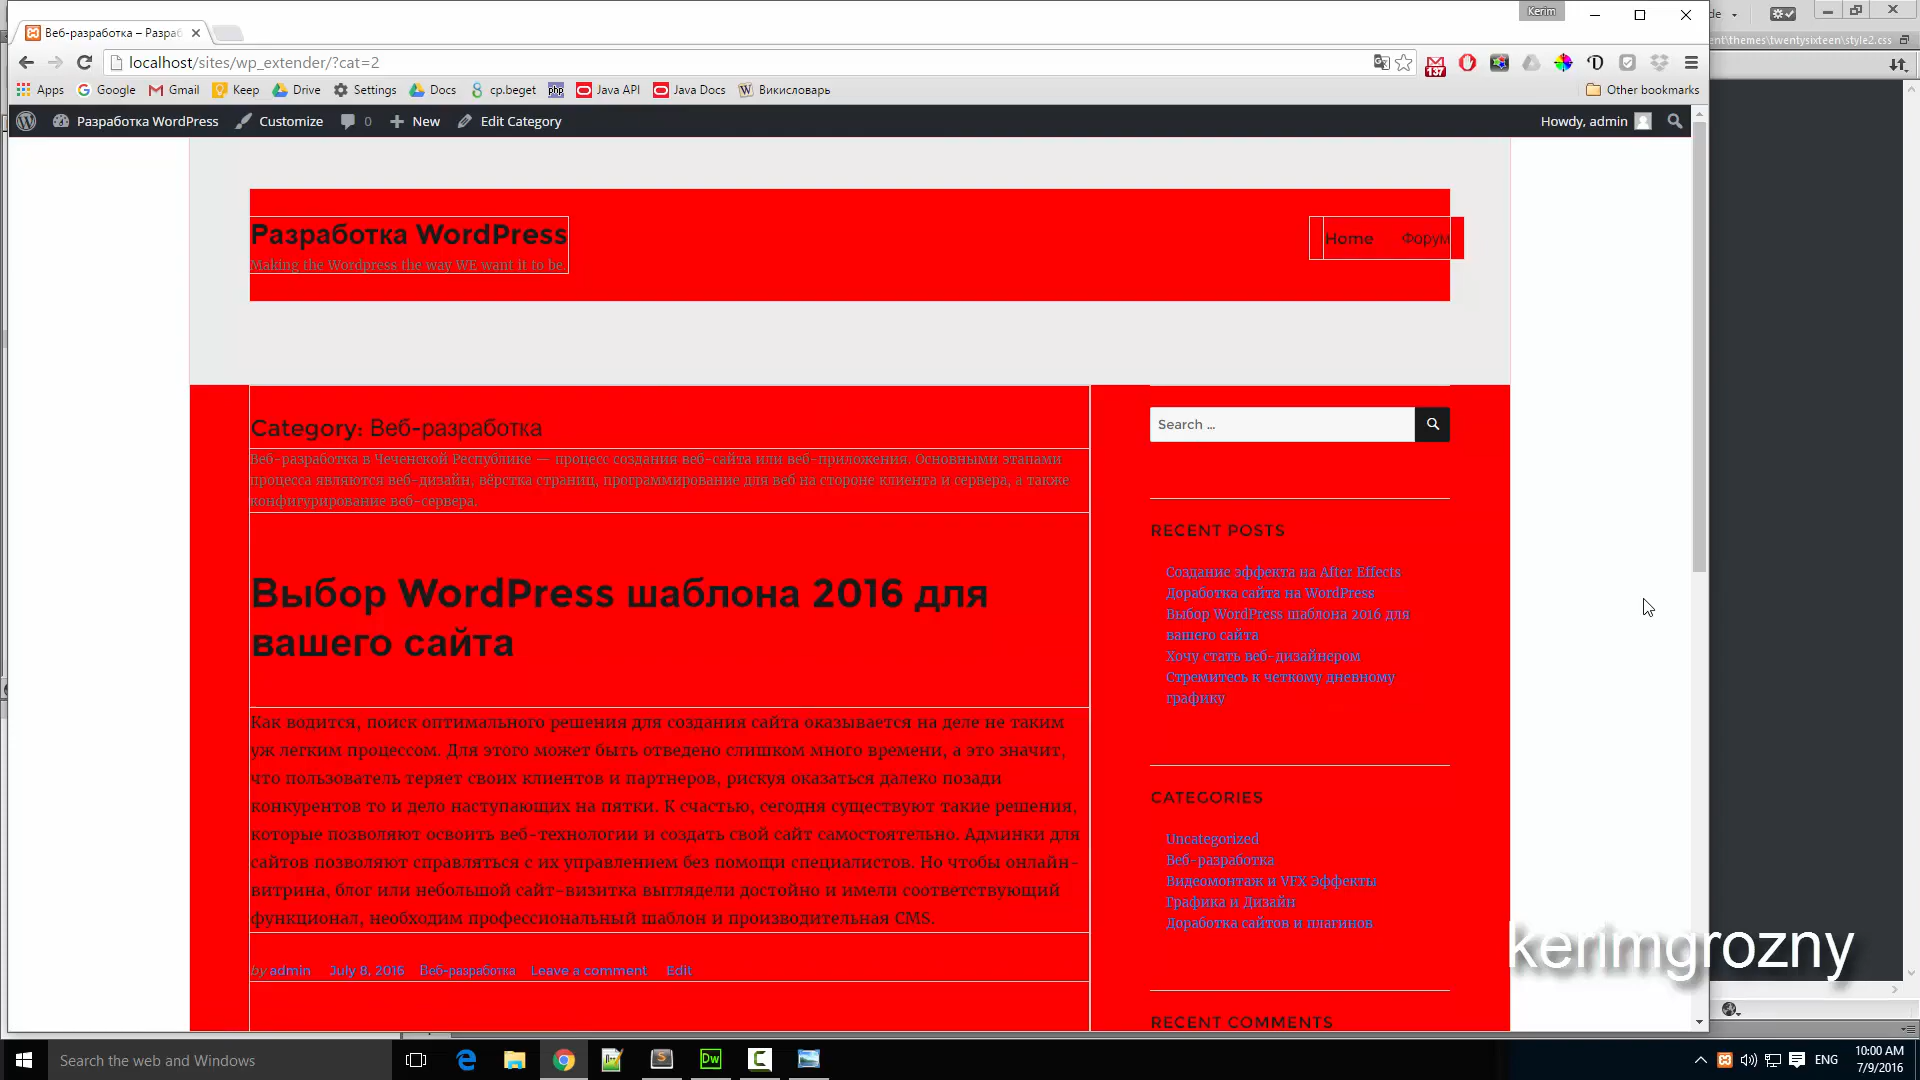 Kerim
Веб-разработка – Разраб
localhost/sites/wp_extender/?cat=2
137
Apps Google Gmail Keep Drive Settings Docs cp.beget php Java API Java Docs Викисловарь Other bookmarks
Разработка WordPress Customize 0 New Edit Category Howdy, admin
ent\themes\twentysixteen\style2.css
Разработка WordPress
Making the Wordpress the way WE want it to be.
Home Форум
Category: Веб-разработка
Веб-разработка в Чеченской Республике — процесс создания веб-сайта или веб-приложения. Основными этапами
процесса являются веб-дизайн, вёрстка страниц, программирование для веб на стороне клиента и сервера, а также
конфигурирование веб-сервера.
Выбор WordPress шаблона 2016 для
вашего сайта
Как водится, поиск оптимального решения для создания сайта оказывается на деле не таким
уж легким процессом. Для этого может быть отведено слишком много времени, а это значит,
что пользователь теряет своих клиентов и партнеров, рискуя оказаться далеко позади
конкурентов то и дело наступающих на пятки. К счастью, сегодня существуют такие решения,
которые позволяют освоить веб-технологии и создать свой сайт самостоятельно. Админки для
сайтов позволяют справляться с их управлением без помощи специалистов. Но чтобы онлайн-
витрина, блог или небольшой сайт-визитка выглядели достойно и имели соответствующий
функционал, необходим профессиональный шаблон и производительная CMS.
by admin July 8, 2016 Веб-разработка Leave a comment Edit
Search …
RECENT POSTS
Создание эффекта на After Effects
Доработка сайта на WordPress
Выбор WordPress шаблона 2016 для
вашего сайта
Хочу стать веб-дизайнером
Стремитесь к четкому дневному
графику
CATEGORIES
Uncategorized
Веб-разработка
Видеомонтаж и VFX Эффекты
Графика и Дизайн
Доработка сайтов и плагинов
RECENT COMMENTS
kerimgrozny
Search the web and Windows
Dw
ENG
10:00 AM
7/9/2016